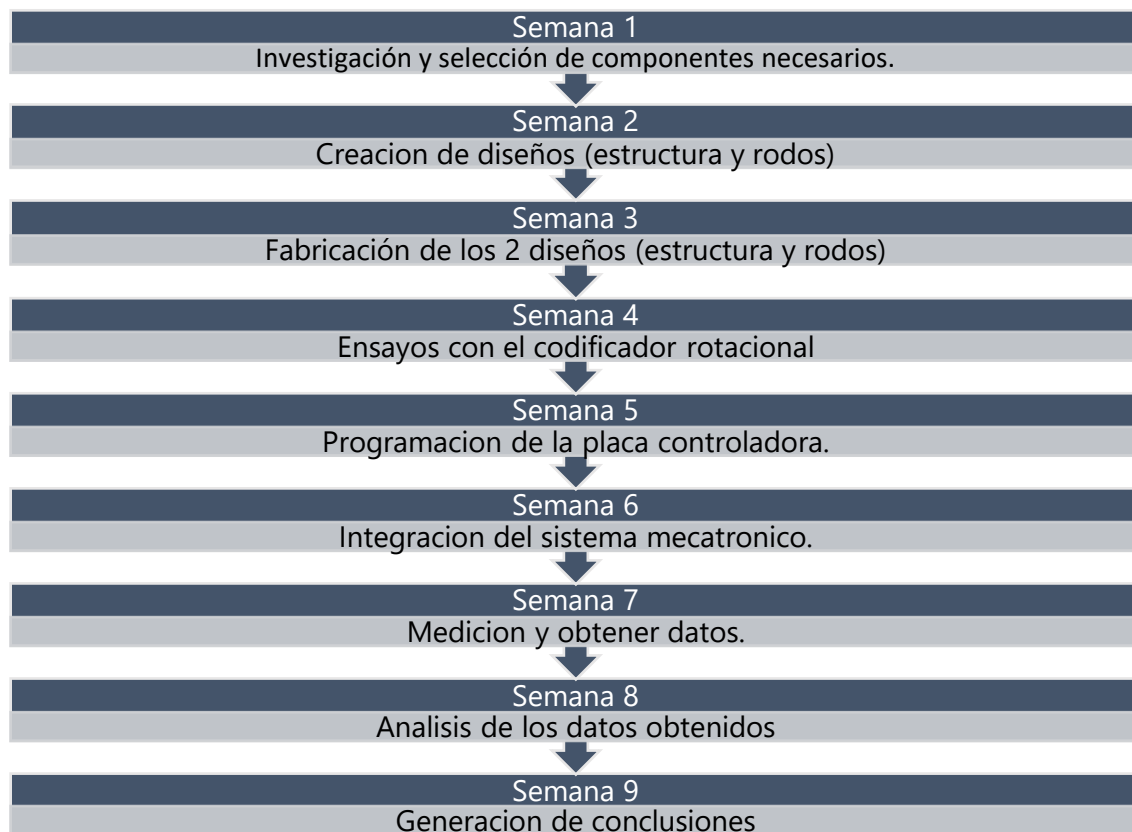 Semana 1
Investigación y selección de componentes necesarios.
Semana 2
Creacion de diseños (estructura y rodos)
Semana 3
Fabricación de los 2 diseños (estructura y rodos)
Semana 4
Ensayos con el codificador rotacional
Semana 5
Programacion de la placa controladora.
Semana 6
Integracion del sistema mecatronico.
Semana 7
Medicion y obtener datos.
Semana 8
Analisis de los datos obtenidos
Semana 9
Generacion de conclusiones